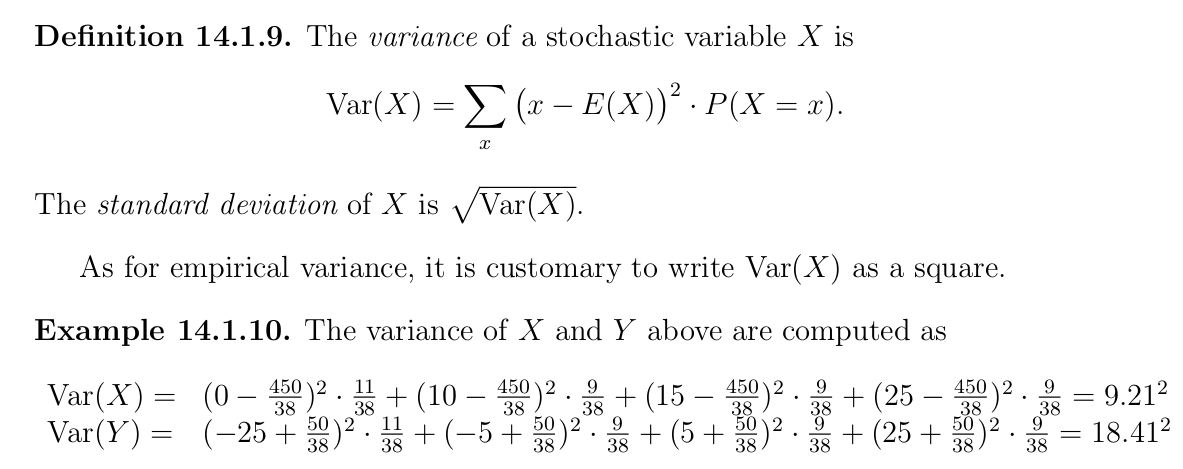 Definition 14.1.9. The variance of a stochastic variable X is
Var(X) = ∑ₓ (x − E(X))² · P(X = x).
The standard deviation of X is √Var(X).
As for empirical variance, it is customary to write Var(X) as a square.
Example 14.1.10. The variance of X and Y above are computed as
Var(X) = (0 − 450/38)² · 11/38 + (10 − 450/38)² · 9/38 + (15 − 450/38)² · 9/38 + (25 − 450/38)² · 9/38 = 9.21²
Var(Y) = (−25 + 50/38)² · 11/38 + (−5 + 50/38)² · 9/38 + (5 + 50/38)² · 9/38 + (25 + 50/38)² · 9/38 = 18.41²